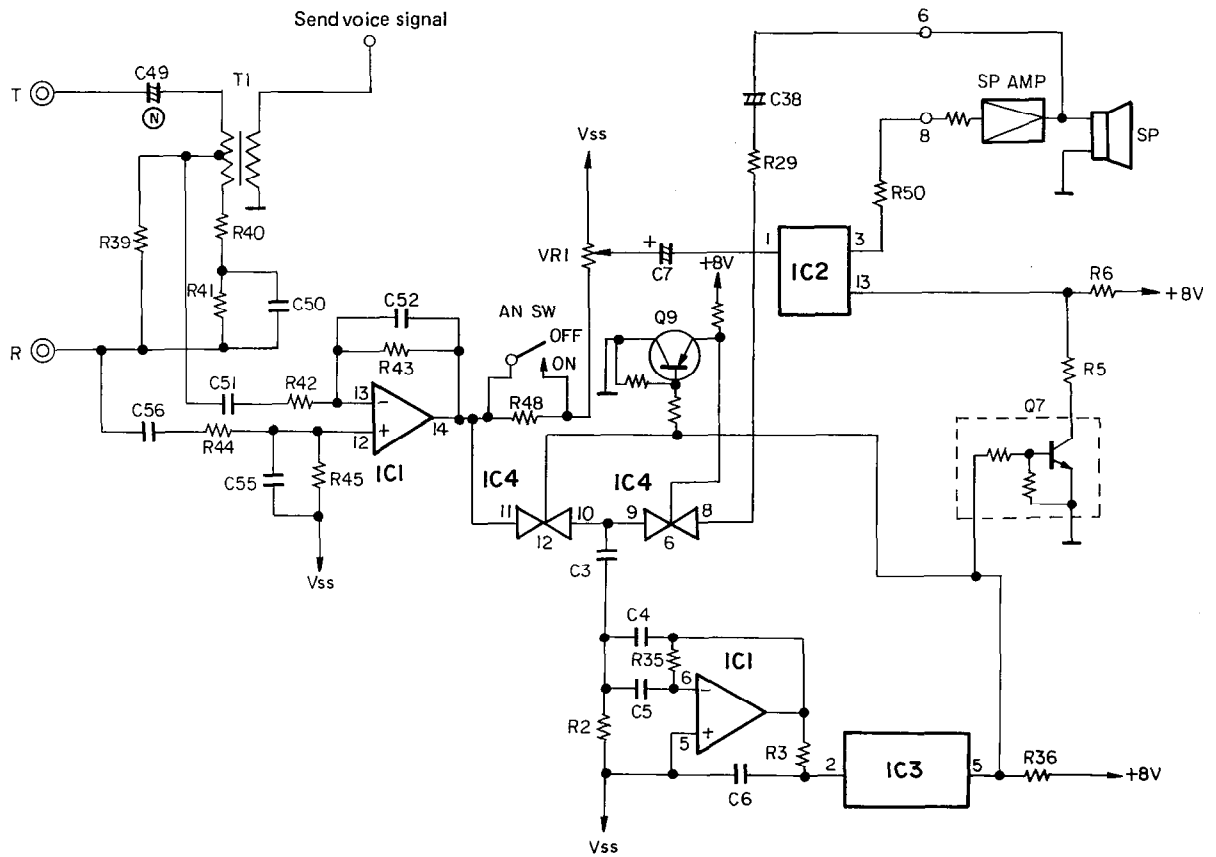 Send voice signal
6
C49
T1
T
N
SP AMP
C38
8
SP
Vss
R29
R50
R39
R40
VR1
+
C7
1
IC2
3
13
+8V
R6
+8V
R41
C50
C52
AN SW
OFF
ON
Q9
R
R43
R5
C51
R42
13
−
R48
Q7
C56
R44
12
+
14
IC1
C55
R45
IC4
IC4
11
10
12
9
8
6
Vss
C3
C4
R35
IC1
6
−
C5
R2
5
+
R3
2
IC3
5
R36
+8V
C6
Vss